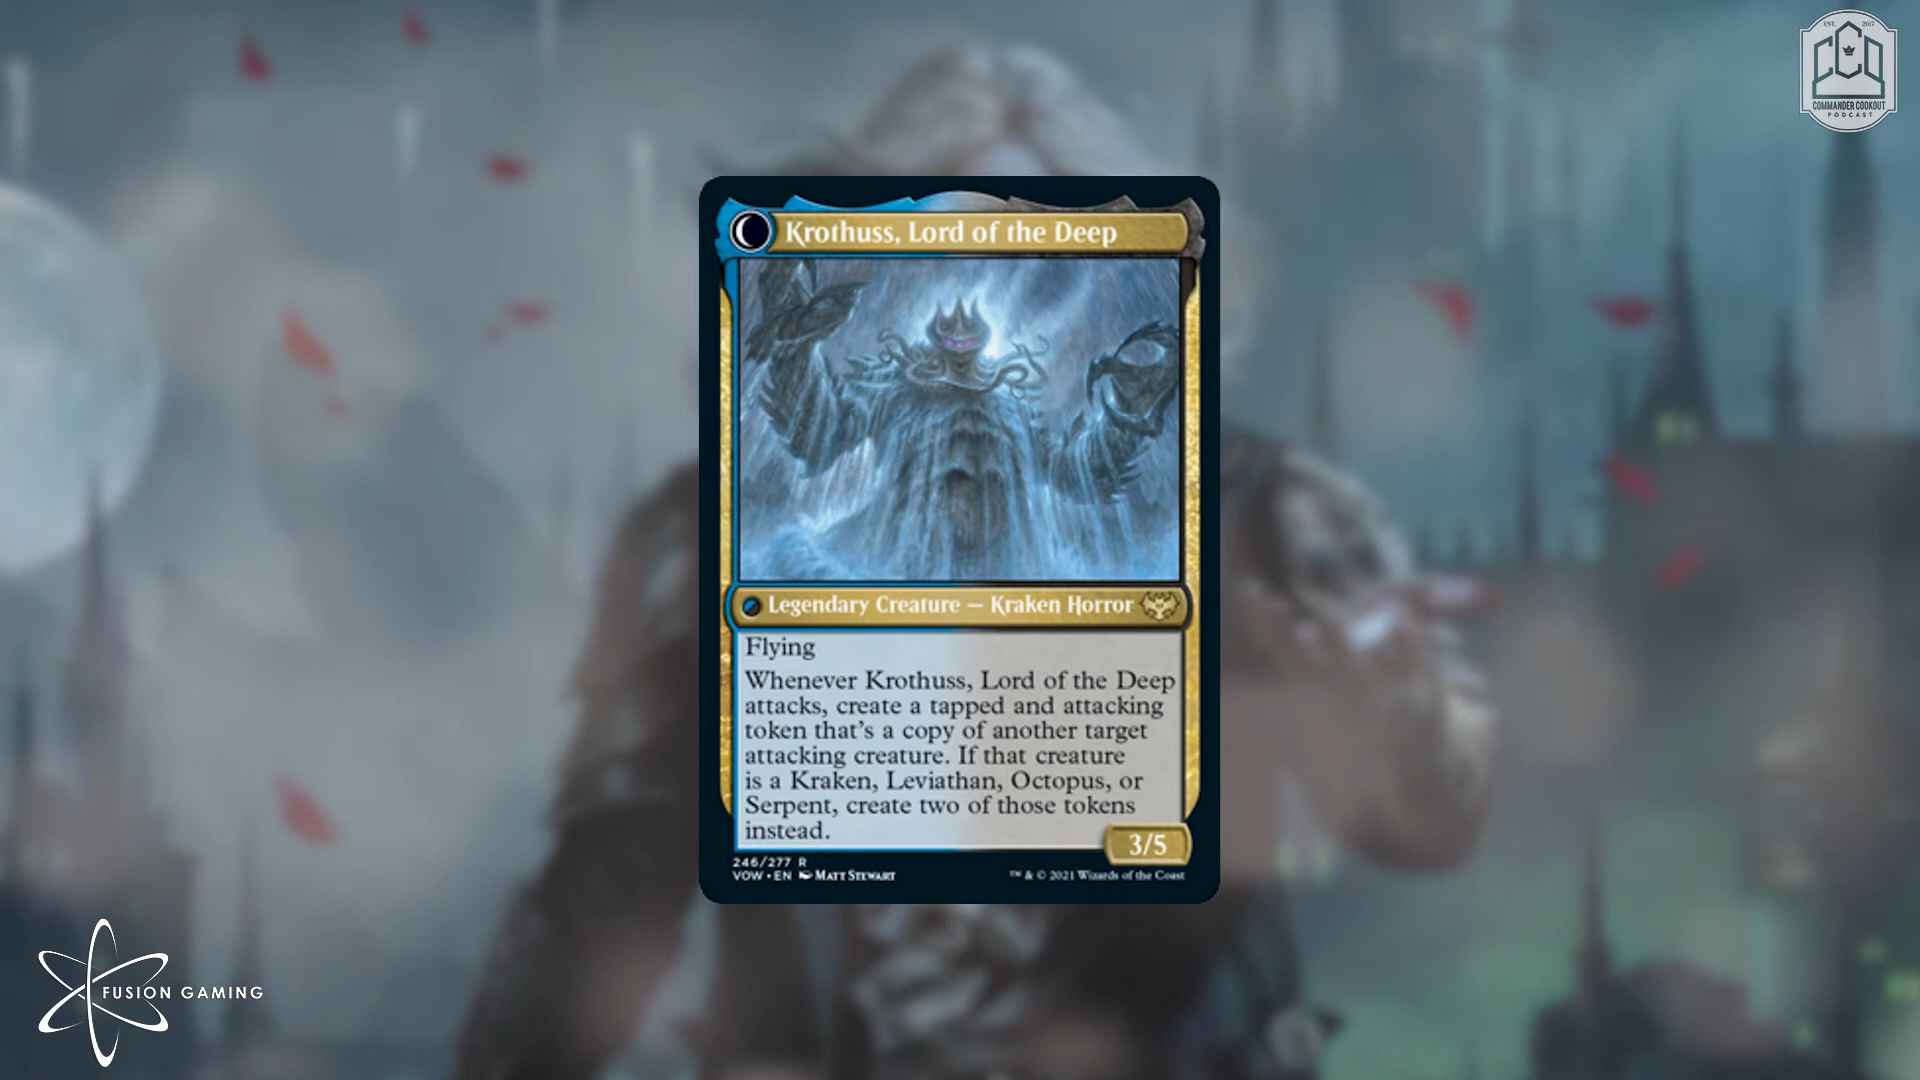 EST. 2017
CCO
COMMANDER COOKOUT
PODCAST
Krothuss, Lord of the Deep
Legendary Creature — Kraken Horror
Flying
Whenever Krothuss, Lord of the Deep
attacks, create a tapped and attacking
token that's a copy of another target
attacking creature. If that creature
is a Kraken, Leviathan, Octopus, or
Serpent, create two of those tokens
instead.
3/5
246/277 R
VOW • EN Matt Stewart
™ & © 2021 Wizards of the Coast
FUSION GAMING